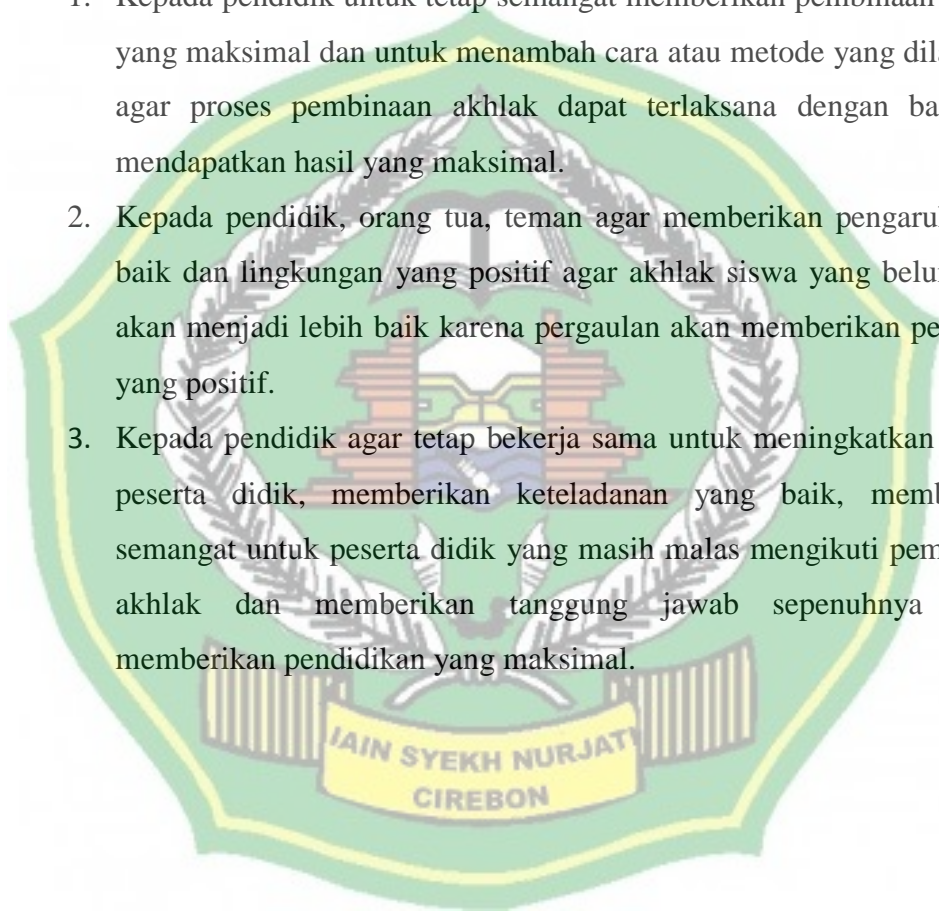 1. Kepada pendidik untuk tetap semangat memberikan pembinaan
yang maksimal dan untuk menambah cara atau metode yang
agar proses pembinaan akhlak dapat terlaksana dengan
mendapatkan hasil yang maksimal.
2. Kepada pendidik, orang tua, teman agar memberikan
baik dan lingkungan yang positif agar akhlak siswa yang
akan menjadi lebih baik karena pergaulan akan memberikan
yang positif.
3. Kepada pendidik agar tetap bekerja sama untuk meningkatkan
peserta didik, memberikan keteladanan yang baik,
semangat untuk peserta didik yang masih malas mengikuti
akhlak dan memberikan tanggung jawab sepenuhnya
memberikan pendidikan yang maksimal.
IAIN SYEKH NURJATI
CIREBON